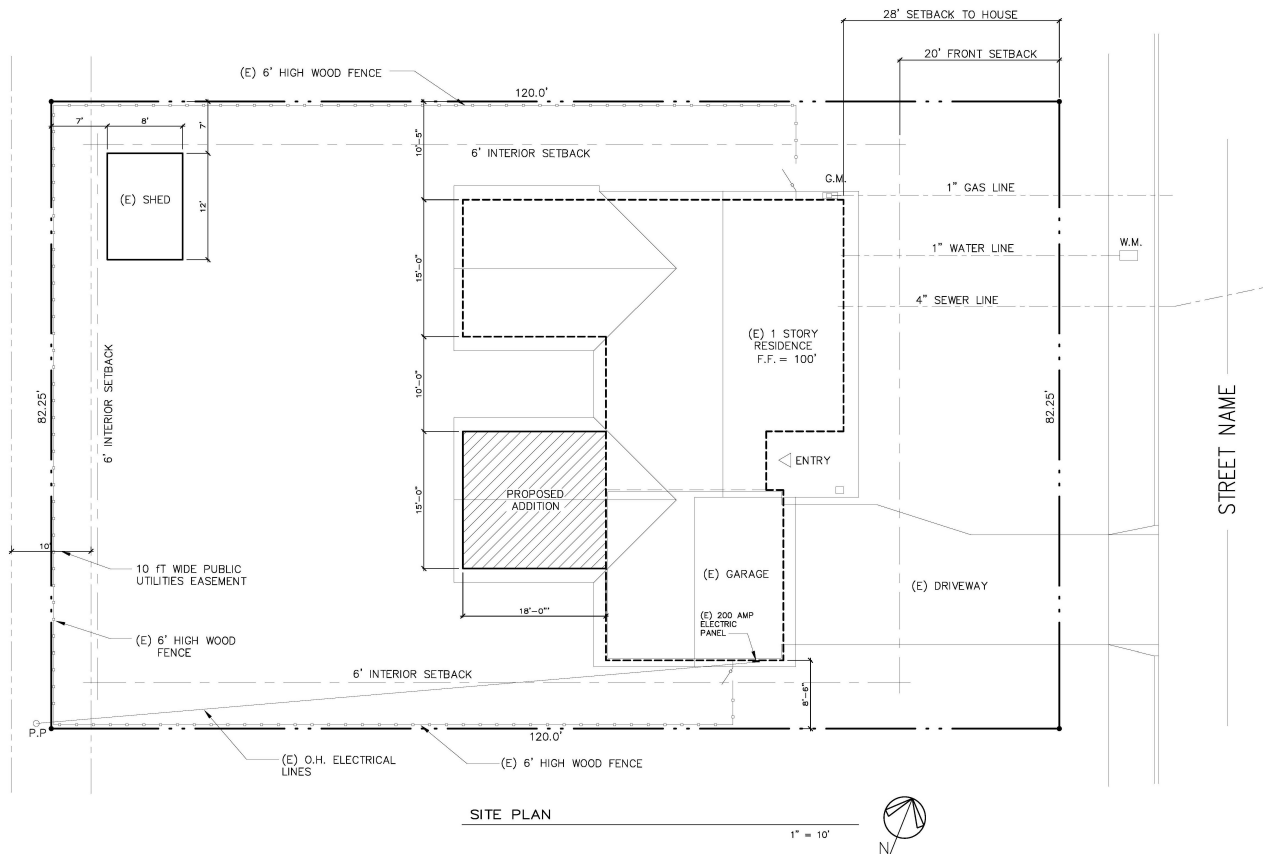 28' SETBACK TO HOUSE
20' FRONT SETBACK
(E) 6' HIGH WOOD FENCE
120.0'
7'
8'
7'
10'-5"
6' INTERIOR SETBACK
(E) SHED
12'
G.M.
1" GAS LINE
1" WATER LINE
W.M.
4" SEWER LINE
15'-0"
(E) 1 STORY
RESIDENCE
F.F. = 100'
82.25'
6' INTERIOR SETBACK
10'-0"
82.25'
STREET NAME
ENTRY
15'-0"
PROPOSED
ADDITION
10'
10 fT WIDE PUBLIC
UTILITIES EASEMENT
(E) GARAGE
(E) DRIVEWAY
18'-0"'
(E) 200 AMP
ELECTRIC
PANEL
(E) 6' HIGH WOOD
FENCE
6' INTERIOR SETBACK
8'-6"
P.P
120.0'
(E) O.H. ELECTRICAL
LINES
(E) 6' HIGH WOOD FENCE
SITE PLAN
1" = 10'
N